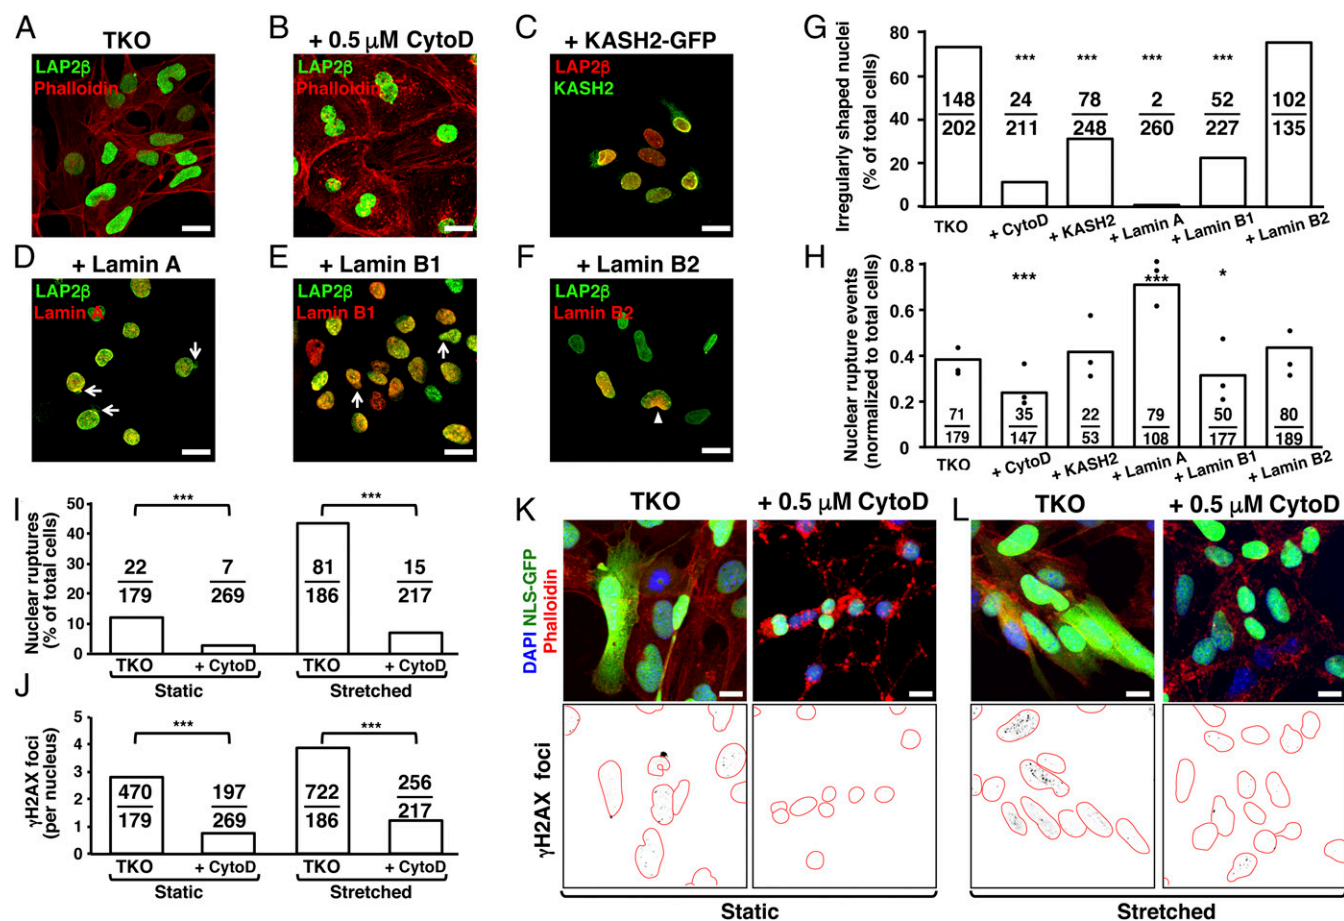 A
TKO
LAP2β
Phalloidin
B
+ 0.5 μM CytoD
LAP2β
Phalloidin
C
+ KASH2-GFP
LAP2β
KASH2
D
+ Lamin A
LAP2β
Lamin A
E
+ Lamin B1
LAP2β
Lamin B1
F
+ Lamin B2
LAP2β
Lamin B2
G
Irregularly shaped nuclei
(% of total cells)
80
60
40
20
0
*** *** *** ***
148 24 78 2 52 102
202 211 248 260 227 135
TKO + CytoD + KASH2 + Lamin A + Lamin B1 + Lamin B2
H
Nuclear rupture events
(normalized to total cells)
0.8
0.6
0.4
0.2
0
*** *** *
71 35 22 79 50 80
179 147 53 108 177 189
TKO + CytoD + KASH2 + Lamin A + Lamin B1 + Lamin B2
I
Nuclear ruptures
(% of total cells)
50
40
30
20
10
0
*** ***
22 7 81 15
179 269 186 217
TKO + CytoD TKO + CytoD
Static Stretched
J
γH2AX foci
(per nucleus)
5
4
3
2
1
0
*** ***
470 197 722 256
179 269 186 217
TKO + CytoD TKO + CytoD
Static Stretched
K
TKO + 0.5 μM CytoD
DAPI NLS-GFP
Phalloidin
γH2AX foci
Static
L
TKO + 0.5 μM CytoD
Stretched